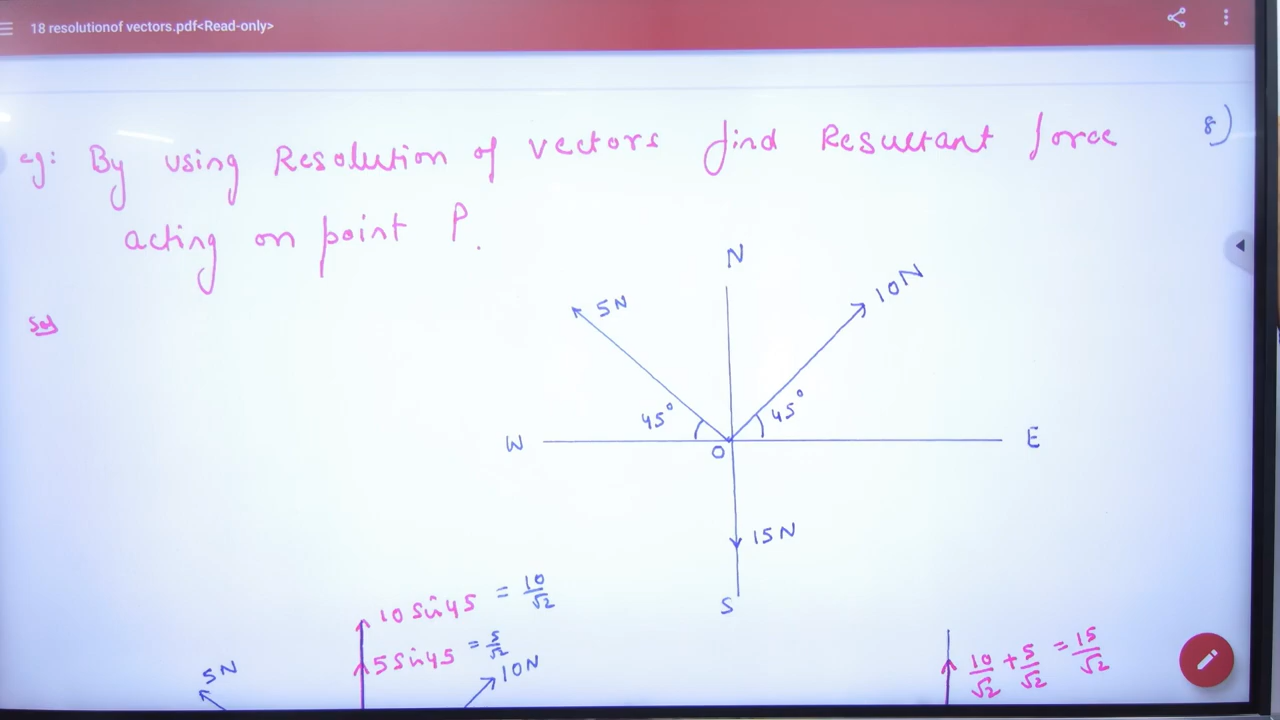 18 resolutionof vectors.pdf<Read-only>
eg: By using Resolution of vectors find Resultant force
8)
acting on point P.
Sol
N
5N
10N
45°
45°
W
O
E
15N
S
10 sin45 = 10/√2
5 sin45 = 5/√2
5N
10N
10/√2 + 5/√2 = 15/√2